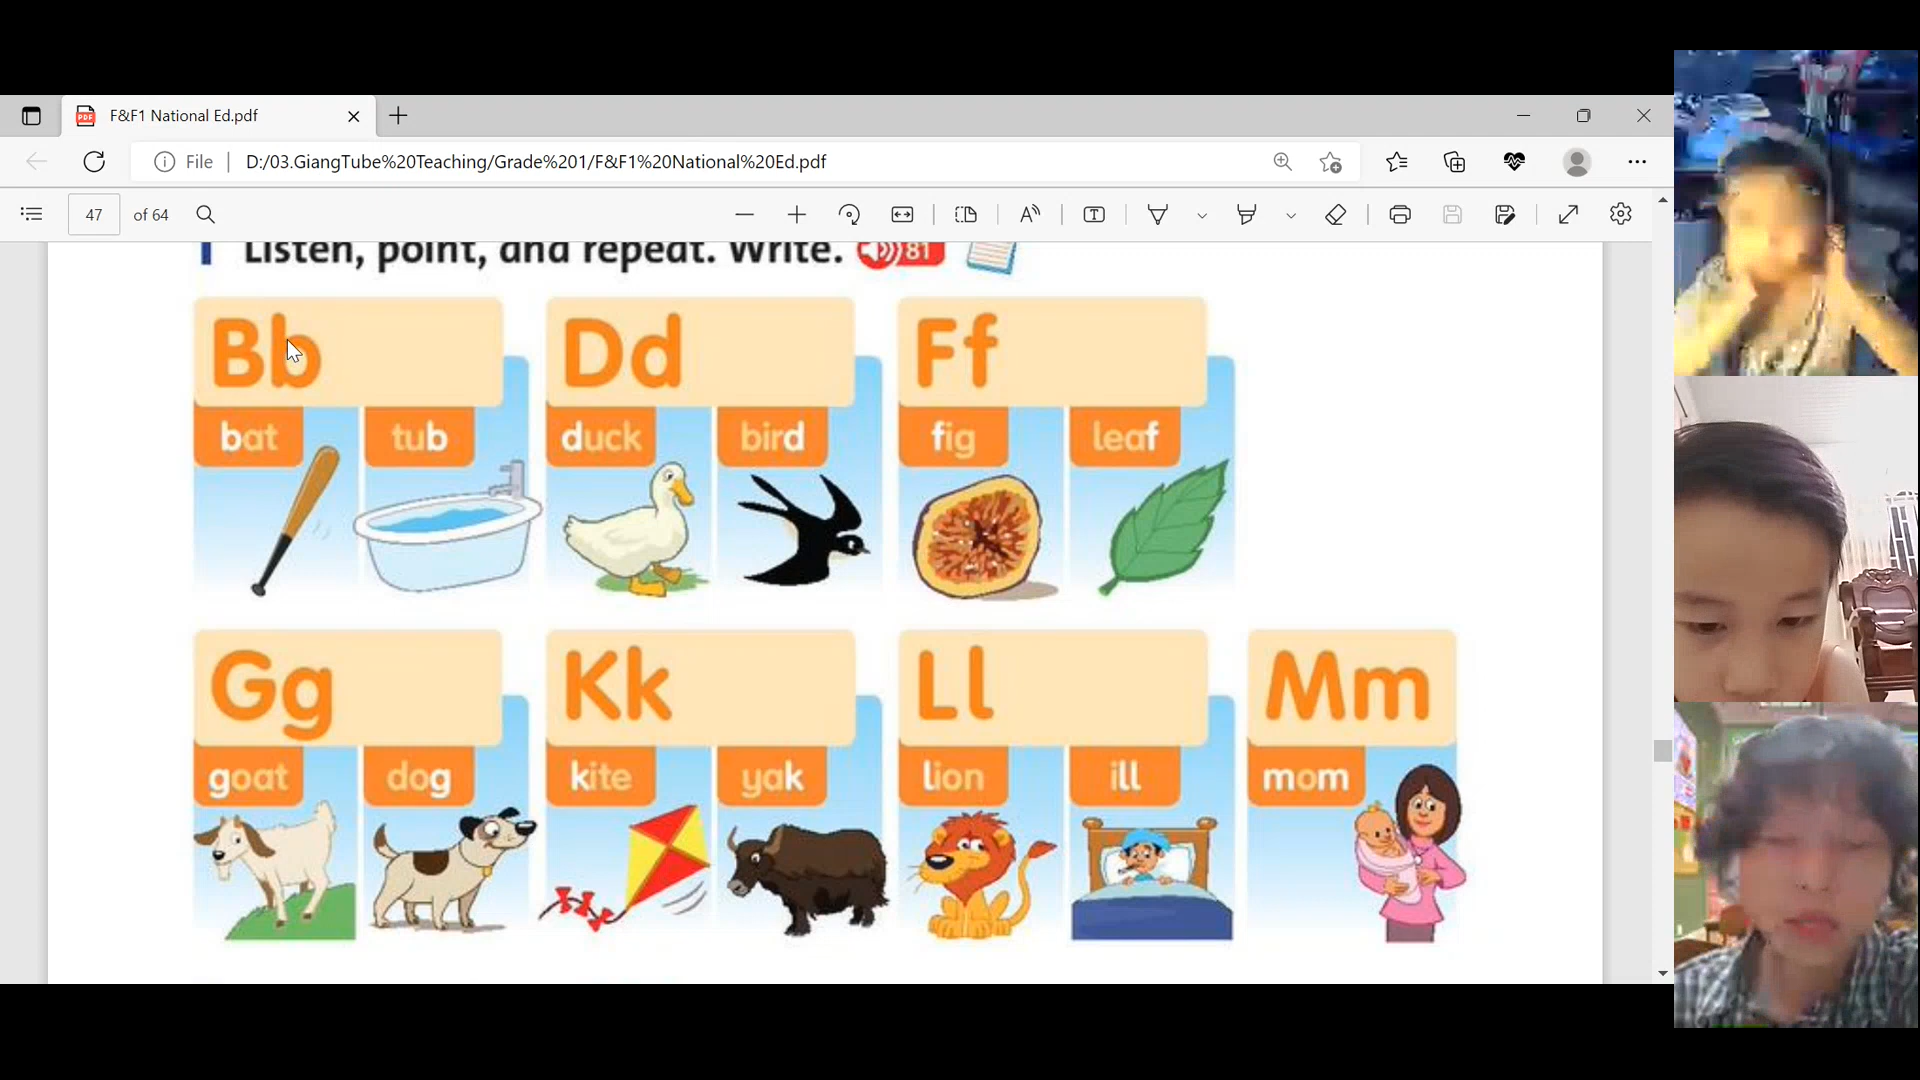 F&F1 National Ed.pdf
File | D:/03.GiangTube%20Teaching/Grade%201/F&F1%20National%20Ed.pdf
47 of 64
1 Listen, point, and repeat. Write. 81
Bb Dd Ff
bat tub duck bird fig leaf
Gg Kk Ll Mm
goat dog kite yak lion ill mom